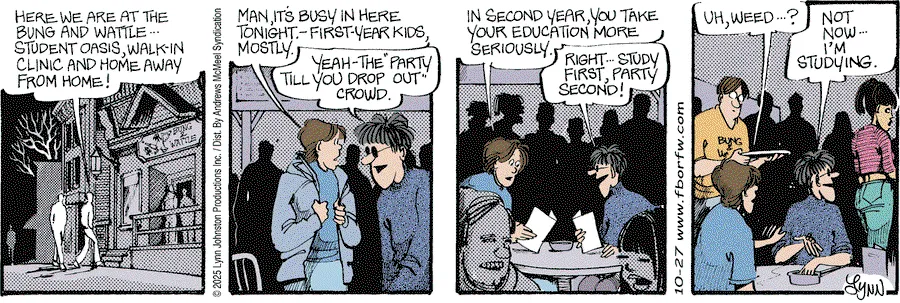 HERE WE ARE AT THE
BUNG AND WATTLE...
STUDENT OASIS, WALK-IN
CLINIC AND HOME AWAY
FROM HOME!
BUNG
&
WATTLE
© 2025 Lynn Johnston Productions Inc. / Dist. By Andrews McMeel Syndication
MAN, IT'S BUSY IN HERE
TONIGHT.-FIRST-YEAR KIDS,
MOSTLY.
YEAH-THE "PARTY
TILL YOU DROP OUT"
CROWD.
IN SECOND YEAR, YOU TAKE
YOUR EDUCATION MORE
SERIOUSLY.
RIGHT... STUDY
FIRST, PARTY
SECOND!
10-27 www.fborfw.com
UH, WEED...?
NOT
NOW...
I'M
STUDYING.
BUNG
LYNN